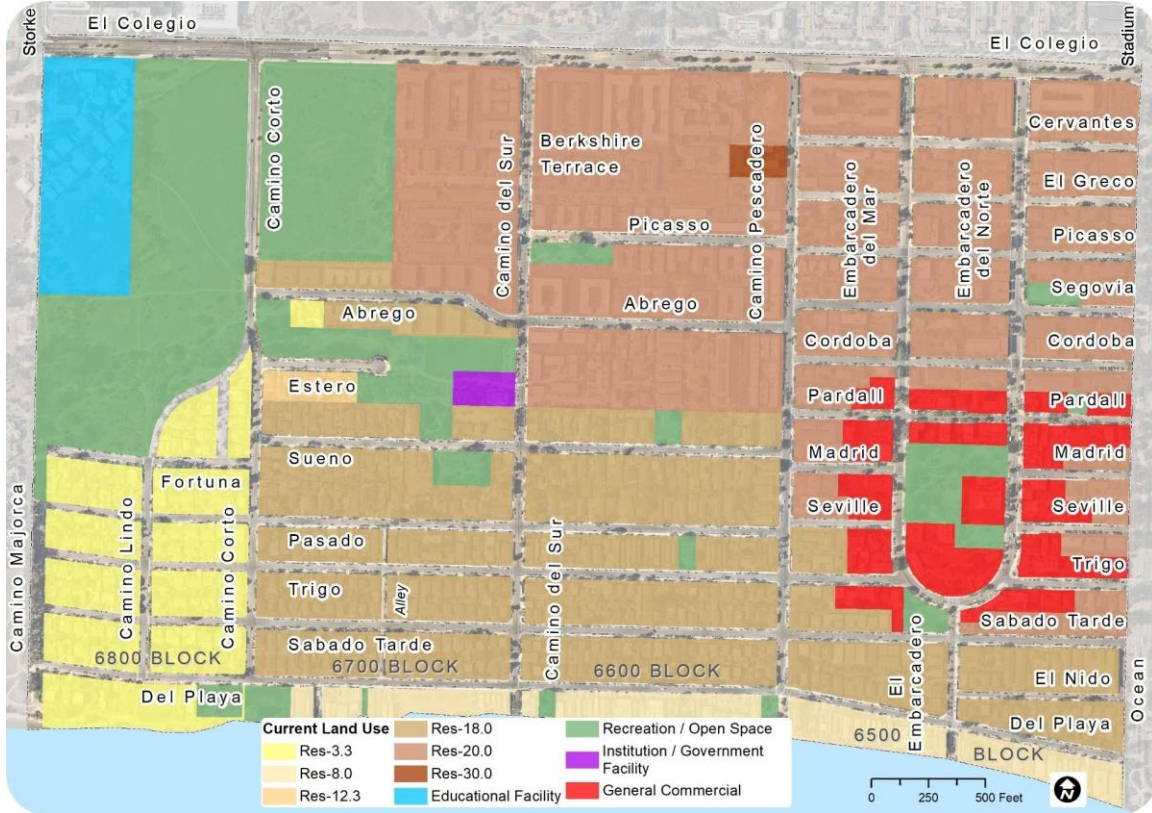 El Colegio
El Colegio
Storke
Stadium
Camino Corto
Camino del Sur
Berkshire
Terrace
Camino Pescadero
Embarcadero
del Mar
Embarcadero
del Norte
Cervantes
El Greco
Picasso
Picasso
Segovia
Abrego
Abrego
Cordoba
Cordoba
Estero
Pardall
Pardall
Sueno
Madrid
Madrid
Fortuna
Seville
Seville
Camino Majorca
Camino Lindo
Camino Corto
Pasado
Camino del Sur
Trigo
Trigo
Alley
Sabado Tarde
Sabado Tarde
6800 BLOCK
6700 BLOCK
6600 BLOCK
El
Embarcadero
El Nido
Ocean
Del Playa
Del Playa
6500
BLOCK
Current Land Use
Res-3.3
Res-8.0
Res-12.3
Res-18.0
Res-20.0
Res-30.0
Educational Facility
Recreation / Open Space
Institution / Government
Facility
General Commercial
0 250 500 Feet
N